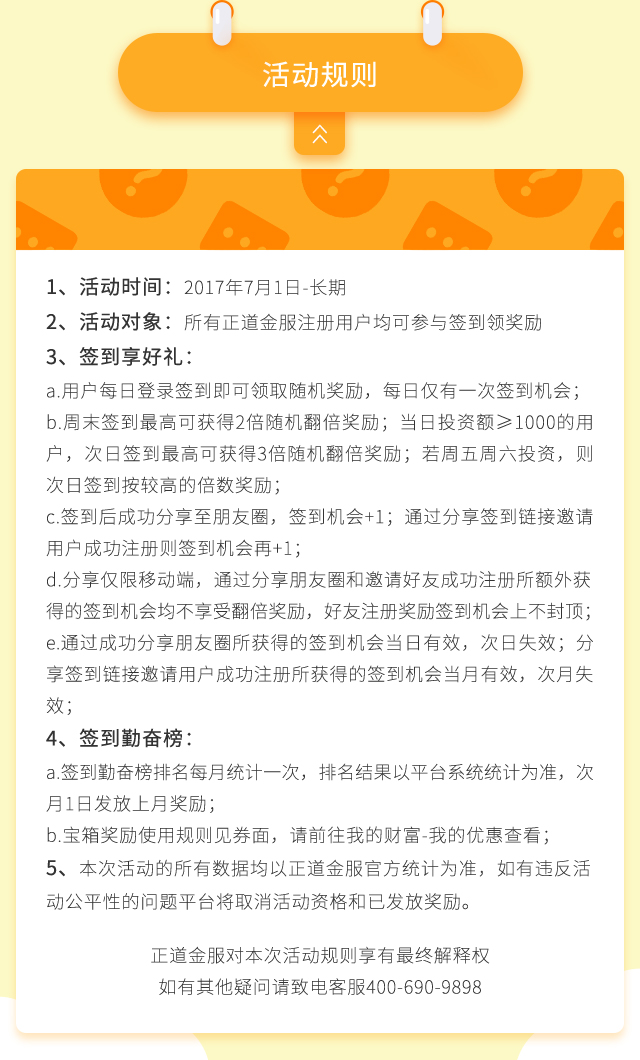 活动规则
1、活动时间：2017年7月1日-长期
2、活动对象：所有正道金服注册用户均可参与签到领奖励
3、签到享好礼：
a.用户每日登录签到即可领取随机奖励，每日仅有一次签到机会；
b.周末签到最高可获得2倍随机翻倍奖励；当日投资额≥1000的用
户，次日签到最高可获得3倍随机翻倍奖励；若周五周六投资，则
次日签到按较高的倍数奖励；
c.签到后成功分享至朋友圈，签到机会+1；通过分享签到链接邀请
用户成功注册则签到机会再+1；
d.分享仅限移动端，通过分享朋友圈和邀请好友成功注册所额外获
得的签到机会均不享受翻倍奖励，好友注册奖励签到机会上不封顶；
e.通过成功分享朋友圈所获得的签到机会当日有效，次日失效；分
享签到链接邀请用户成功注册所获得的签到机会当月有效，次月失
效；
4、签到勤奋榜：
a.签到勤奋榜排名每月统计一次，排名结果以平台系统统计为准，次
月1日发放上月奖励；
b.宝箱奖励使用规则见券面，请前往我的财富-我的优惠查看；
5、本次活动的所有数据均以正道金服官方统计为准，如有违反活
动公平性的问题平台将取消活动资格和已发放奖励。
正道金服对本次活动规则享有最终解释权
如有其他疑问请致电客服400-690-9898